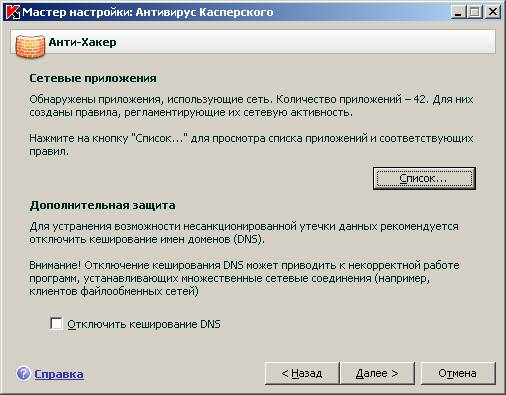 Мастер настройки: Антивирус Касперского
Анти-Хакер
Сетевые приложения
Обнаружены приложения, использующие сеть. Количество приложений – 42. Для них
созданы правила, регламентирующие их сетевую активность.
Нажмите на кнопку "Список..." для просмотра списка приложений и соответствующих
правил.
Список...
Дополнительная защита
Для устранения возможности несанкционированной утечки данных рекомендуется
отключить кеширование имен доменов (DNS).
Внимание! Отключение кеширования DNS может приводить к некорректной работе
программ, устанавливающих множественные сетевые соединения (например,
клиентов файлообменных сетей)
Отключить кеширование DNS
Справка
< Назад
Далее >
Отмена